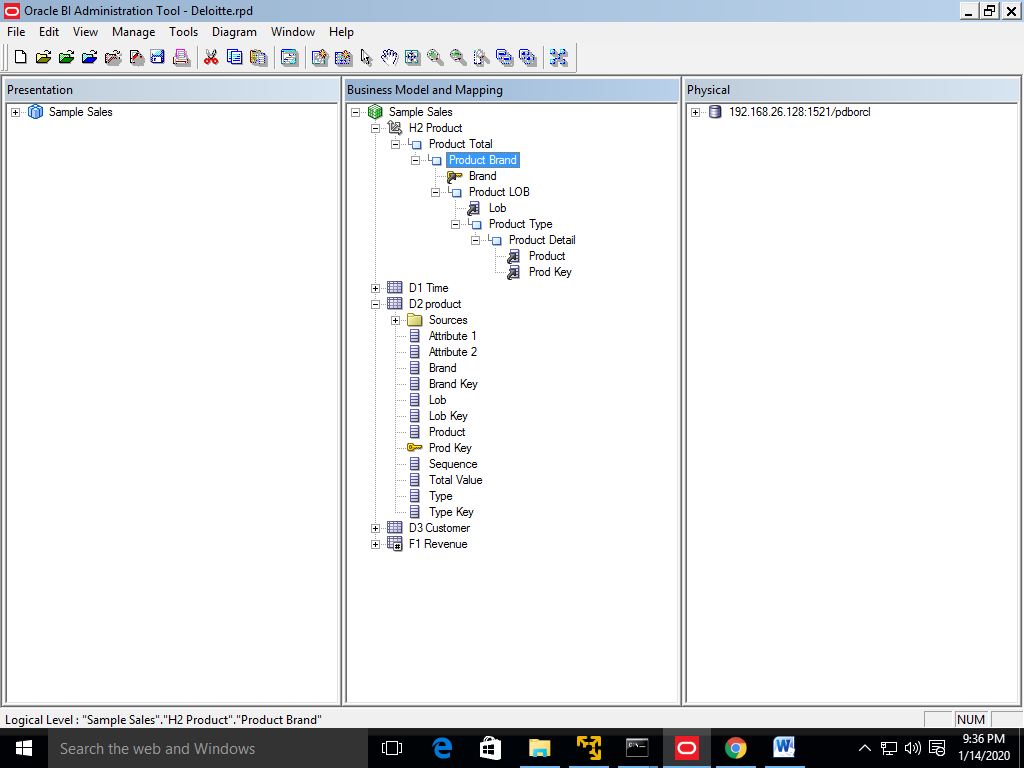 Oracle BI Administration Tool - Deloitte.rpd
File Edit View Manage Tools Diagram Window Help
Presentation
Sample Sales
Business Model and Mapping
Sample Sales
H2 Product
Product Total
Product Brand
Brand
Product LOB
Lob
Product Type
Product Detail
Product
Prod Key
D1 Time
D2 product
Sources
Attribute 1
Attribute 2
Brand
Brand Key
Lob
Lob Key
Product
Prod Key
Sequence
Total Value
Type
Type Key
D3 Customer
F1 Revenue
Physical
192.168.26.128:1521/pdborcl
Logical Level : "Sample Sales"."H2 Product"."Product Brand"
NUM
Search the web and Windows
9:36 PM
1/14/2020